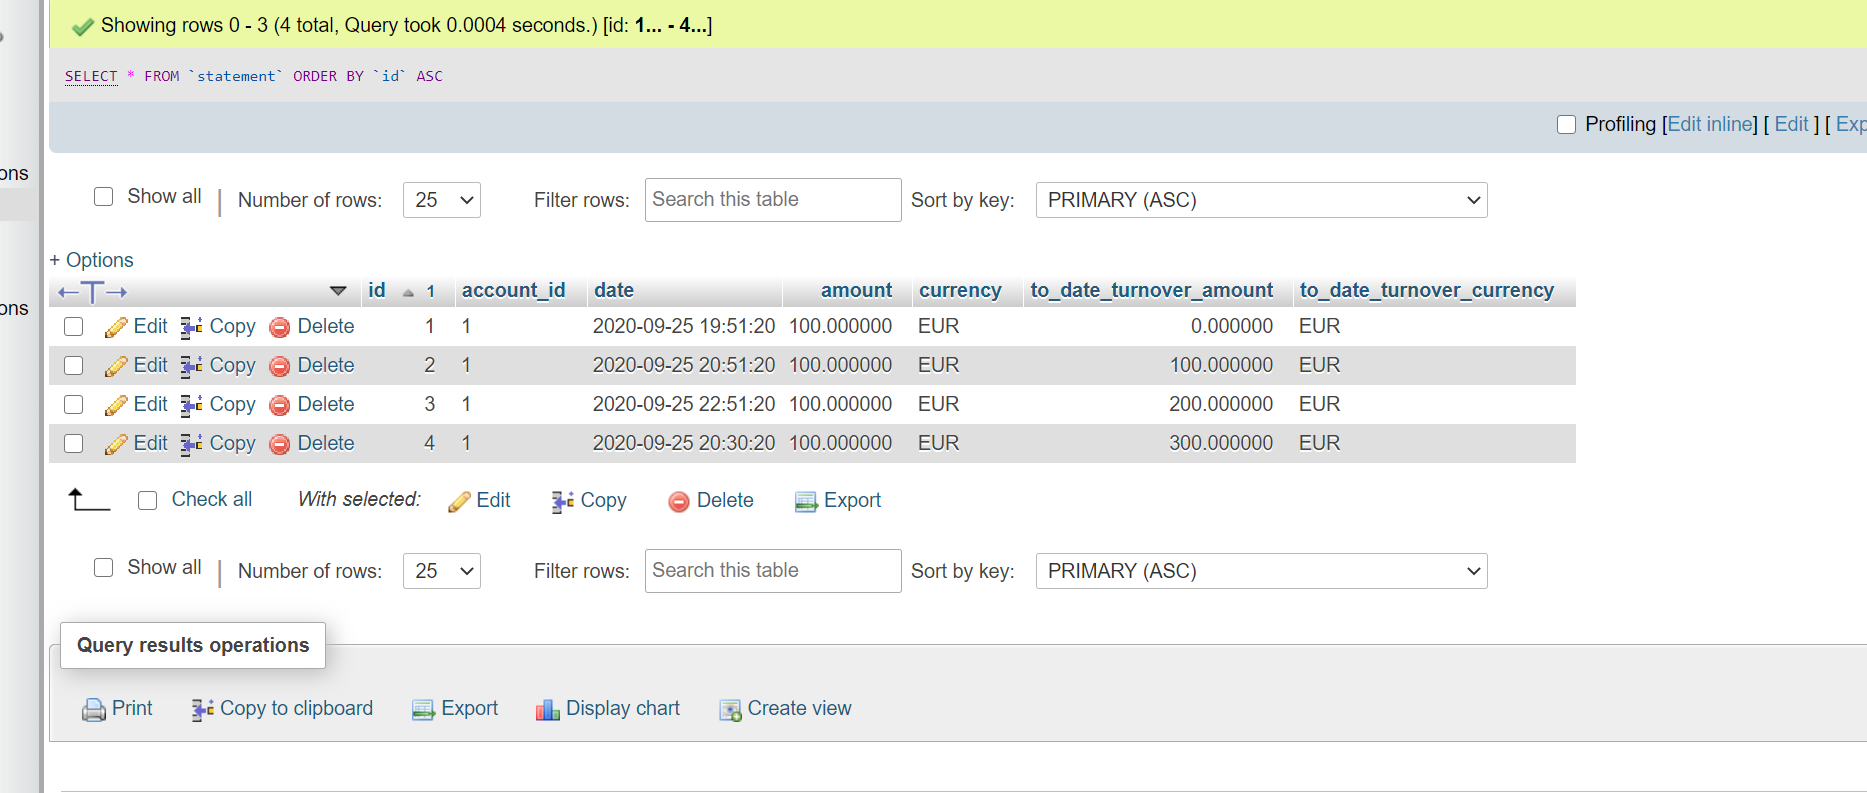 Showing rows 0 - 3 (4 total, Query took 0.0004 seconds.) [id: 1... - 4...]
SELECT * FROM `statement` ORDER BY `id` ASC
Profiling [Edit inline] [ Edit ] [ Exp
ons
Show all | Number of rows: 25 Filter rows: Search this table Sort by key: PRIMARY (ASC)
+ Options
←T→ id 1 account_id date amount currency to_date_turnover_amount to_date_turnover_currency
ons
Edit Copy Delete 1 1 2020-09-25 19:51:20 100.000000 EUR 0.000000 EUR
Edit Copy Delete 2 1 2020-09-25 20:51:20 100.000000 EUR 100.000000 EUR
Edit Copy Delete 3 1 2020-09-25 22:51:20 100.000000 EUR 200.000000 EUR
Edit Copy Delete 4 1 2020-09-25 20:30:20 100.000000 EUR 300.000000 EUR
Check all With selected: Edit Copy Delete Export
Show all | Number of rows: 25 Filter rows: Search this table Sort by key: PRIMARY (ASC)
Query results operations
Print Copy to clipboard Export Display chart Create view